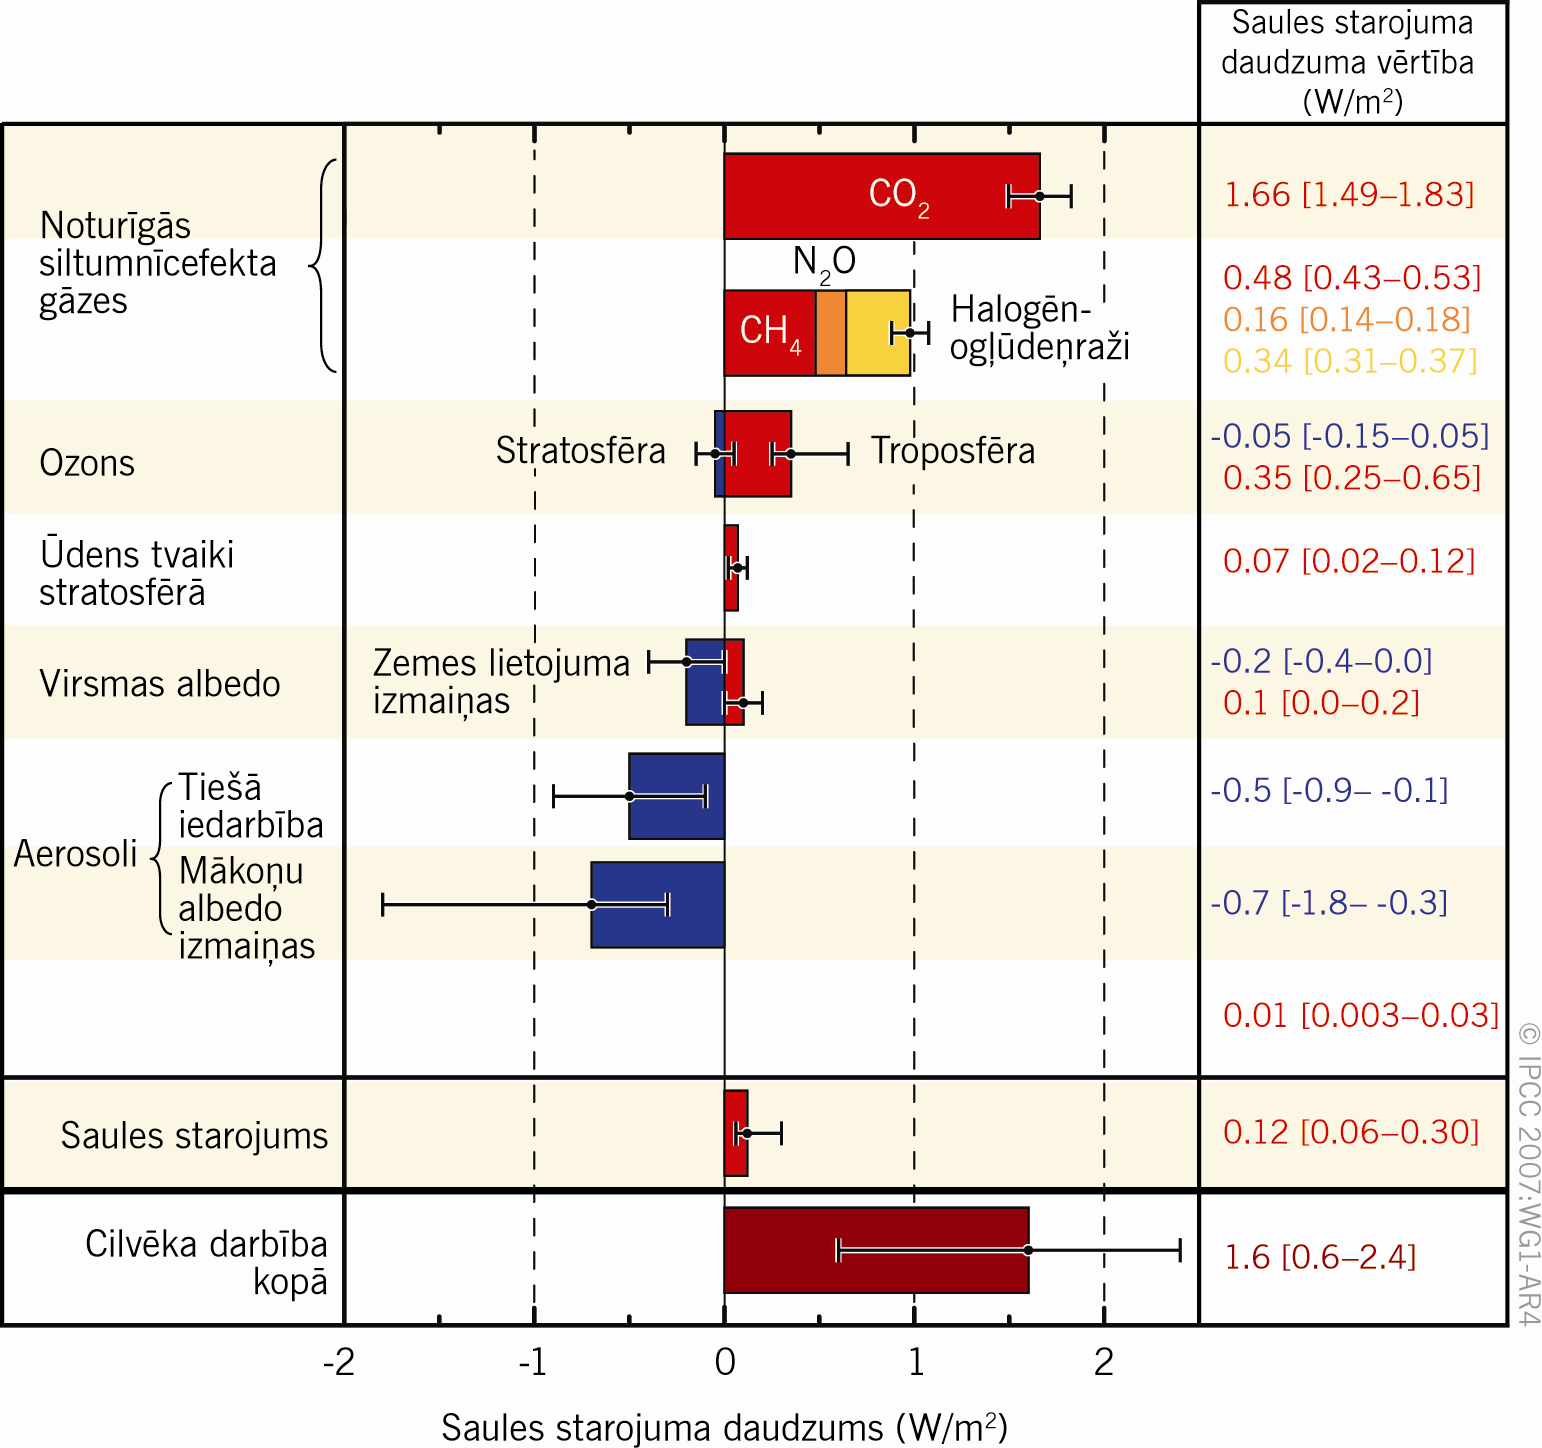 Saules starojuma
daudzuma vērtība
(W/m²)
Noturīgās
siltumnīcefekta
gāzes
CO₂
1.66 [1.49–1.83]
N₂O
CH₄
Halogēn-
ogļūdeņraži
0.48 [0.43–0.53]
0.16 [0.14–0.18]
0.34 [0.31–0.37]
Ozons
Stratosfēra
Troposfēra
-0.05 [-0.15–0.05]
0.35 [0.25–0.65]
Ūdens tvaiki
stratosfērā
0.07 [0.02–0.12]
Virsmas albedo
Zemes lietojuma
izmaiņas
-0.2 [-0.4–0.0]
0.1 [0.0–0.2]
Aerosoli
Tiešā
iedarbība
-0.5 [-0.9– -0.1]
Mākoņu
albedo
izmaiņas
-0.7 [-1.8– -0.3]
0.01 [0.003–0.03]
Saules starojums
0.12 [0.06–0.30]
Cilvēka darbība
kopā
1.6 [0.6–2.4]
-2 -1 0 1 2
Saules starojuma daudzums (W/m²)
© IPCC 2007:WG1-AR4